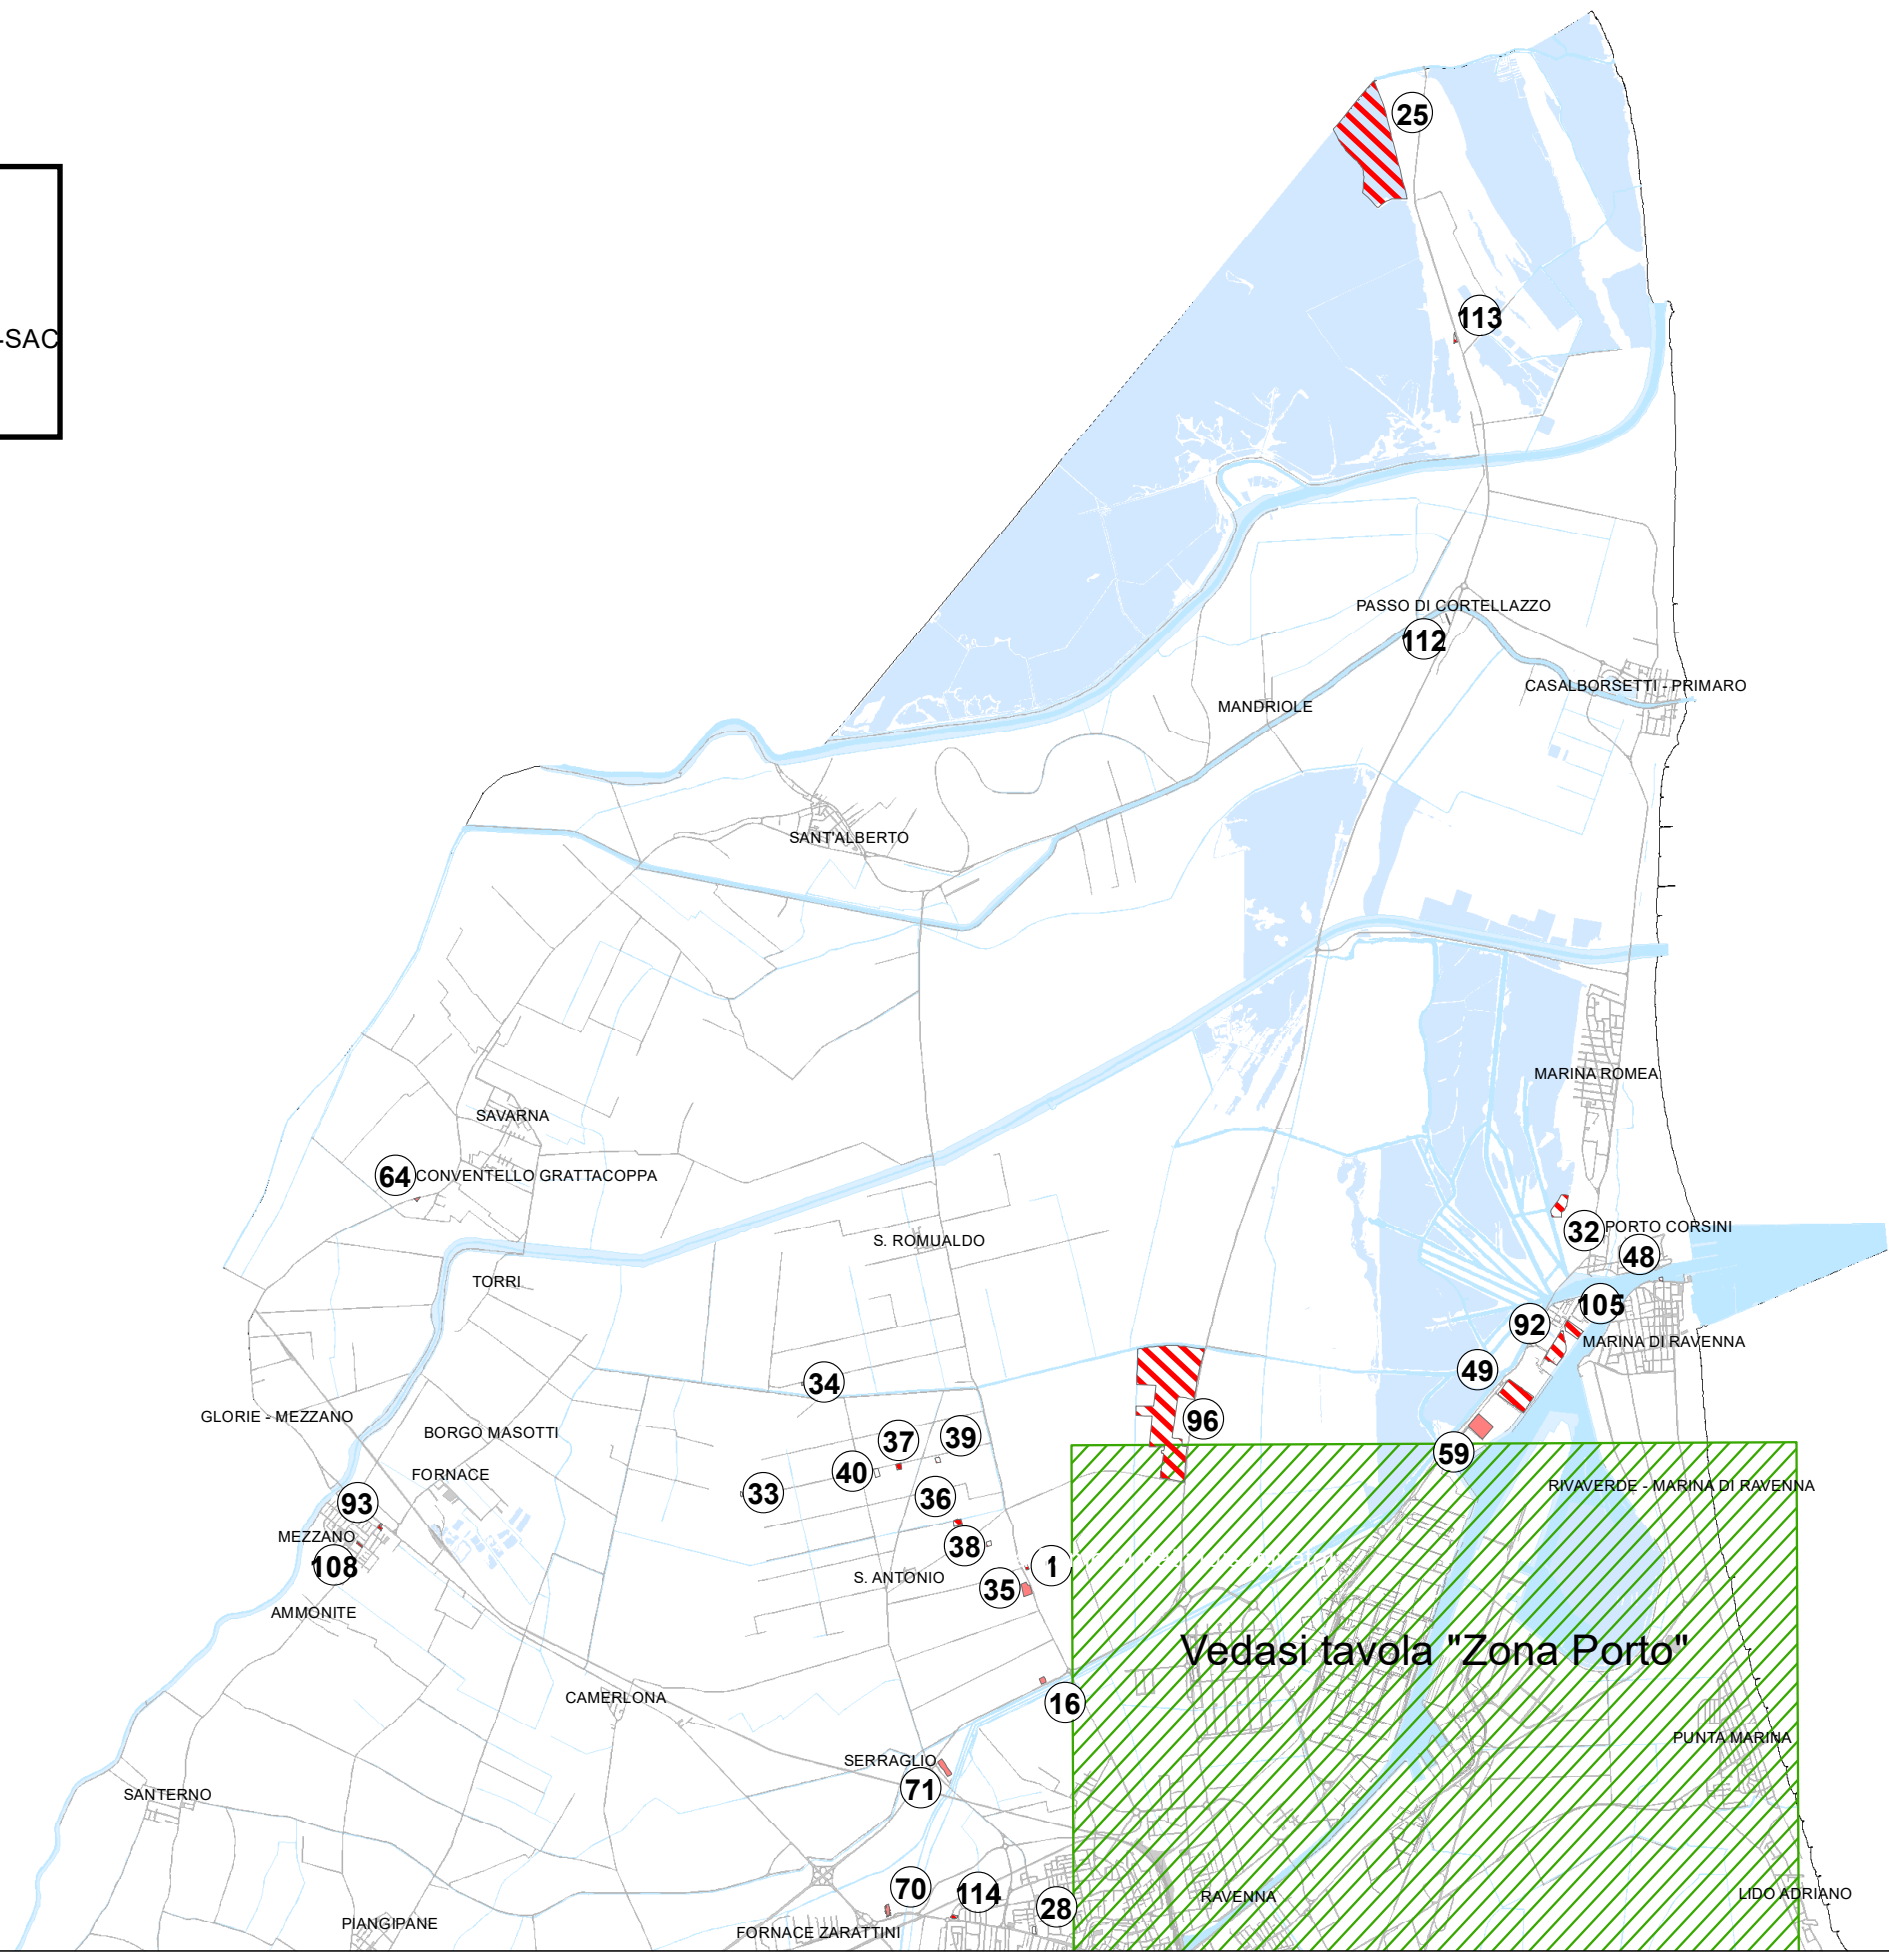 25
-SAC
113
PASSO DI CORTELLAZZO
112
CASALBORSETTI - PRIMARO
MANDRIOLE
SANT'ALBERTO
MARINA ROMEA
SAVARNA
64 CONVENTELLO GRATTACOPPA
32 PORTO CORSINI
S. ROMUALDO
48
TORRI
105
92
MARINA DI RAVENNA
49
34
GLORIE - MEZZANO
96
BORGO MASOTTI
37
39
59
FORNACE
40
RIVAVERDE - MARINA DI RAVENNA
33
36
93
MEZZANO
38
108
1
S. ANTONIO
35
AMMONITE
Vedasi tavola "Zona Porto"
CAMERLONA
16
PUNTA MARINA
SERRAGLIO
71
SANTERNO
70
114
LIDO ADRIANO
RAVENNA
28
PIANGIPANE
FORNACE ZARATTINI